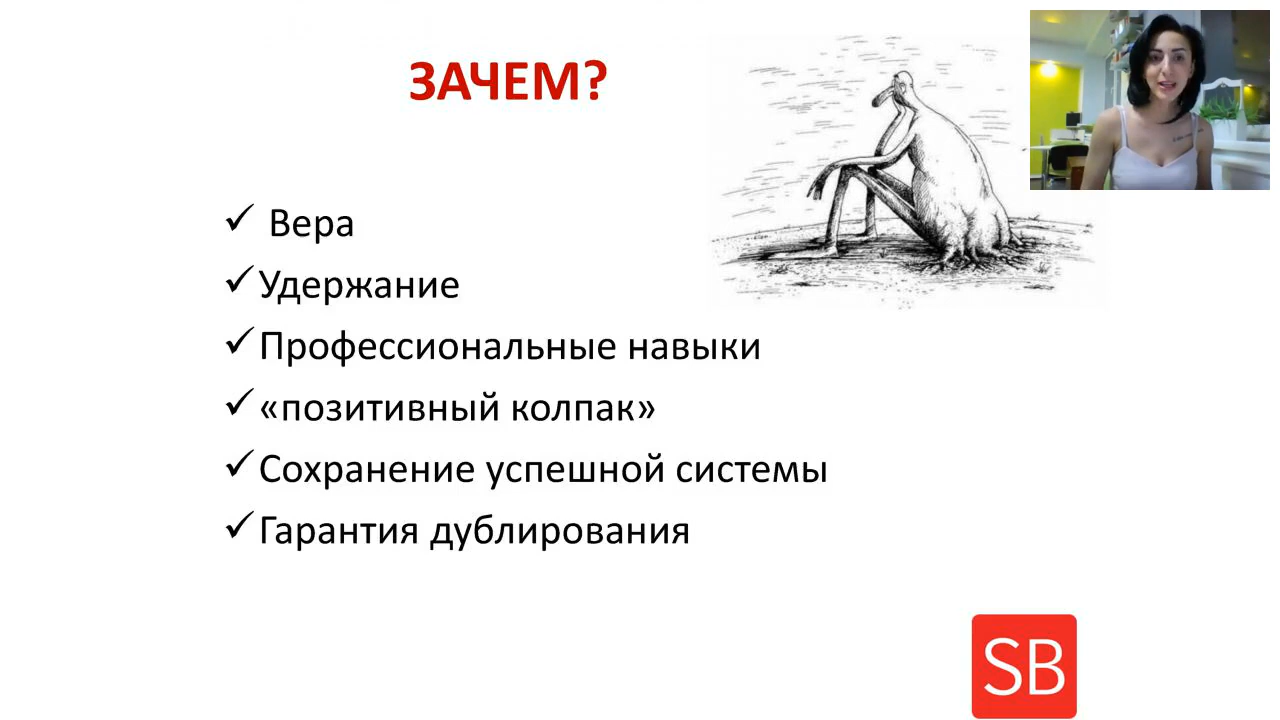 ЗАЧЕМ?
Вера
Удержание
Профессиональные навыки
«позитивный колпак»
Сохранение успешной системы
Гарантия дублирования
SB